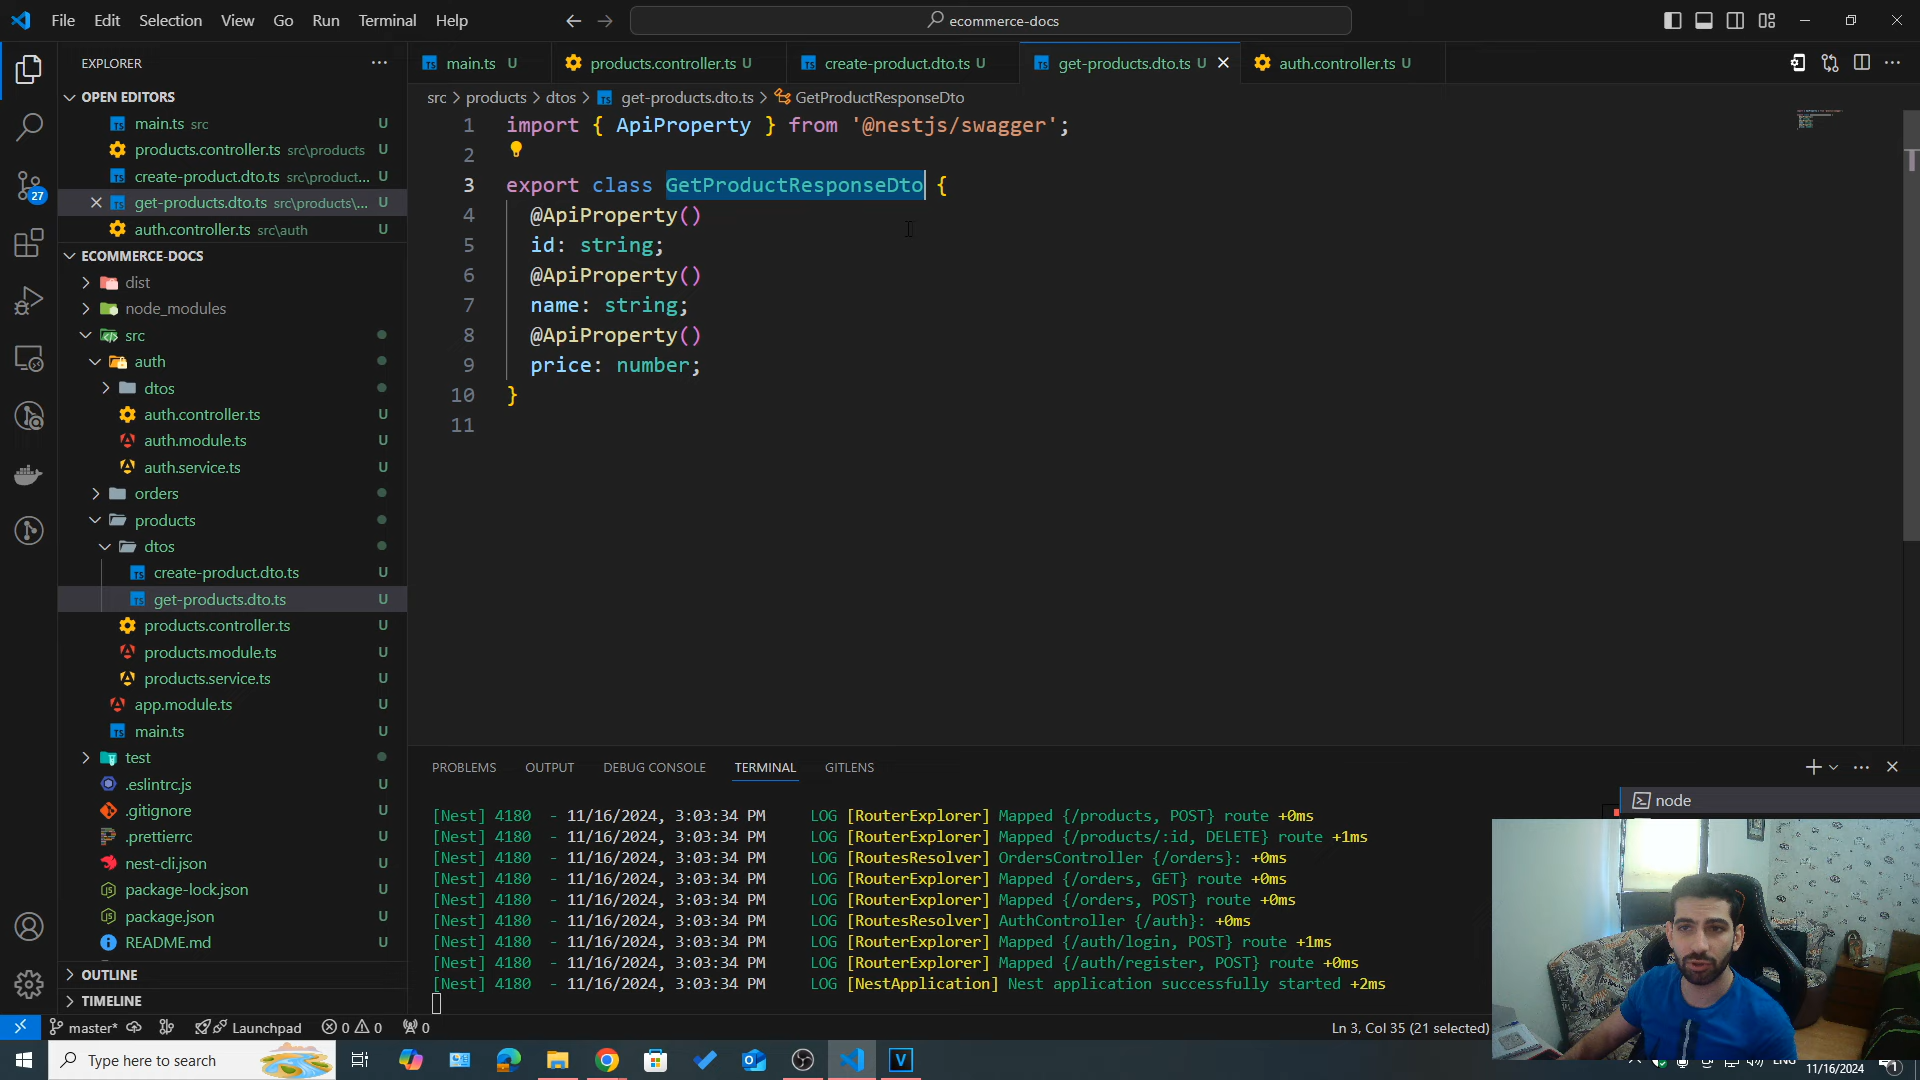 File Edit Selection View Go Run Terminal Help
ecommerce-docs
EXPLORER
OPEN EDITORS
main.ts src U
products.controller.ts src\products U
create-product.dto.ts src\product... U
get-products.dto.ts src\products\... U
auth.controller.ts src\auth U
ECOMMERCE-DOCS
dist
node_modules
src
auth
dtos
auth.controller.ts U
auth.module.ts U
auth.service.ts U
orders
products
dtos
create-product.dto.ts U
get-products.dto.ts U
products.controller.ts U
products.module.ts U
products.service.ts U
app.module.ts U
main.ts U
test
.eslintrc.js U
.gitignore U
.prettierrc U
nest-cli.json U
package-lock.json U
package.json U
README.md U
OUTLINE
TIMELINE
27
main.ts U products.controller.ts U create-product.dto.ts U get-products.dto.ts U auth.controller.ts U
src > products > dtos > get-products.dto.ts > GetProductResponseDto
1 import { ApiProperty } from '@nestjs/swagger';
2
3 export class GetProductResponseDto {
4 @ApiProperty()
5 id: string;
6 @ApiProperty()
7 name: string;
8 @ApiProperty()
9 price: number;
10 }
11
PROBLEMS OUTPUT DEBUG CONSOLE TERMINAL GITLENS
node
[Nest] 4180 - 11/16/2024, 3:03:34 PM LOG [RouterExplorer] Mapped {/products, POST} route +0ms
[Nest] 4180 - 11/16/2024, 3:03:34 PM LOG [RouterExplorer] Mapped {/products/:id, DELETE} route +1ms
[Nest] 4180 - 11/16/2024, 3:03:34 PM LOG [RoutesResolver] OrdersController {/orders}: +0ms
[Nest] 4180 - 11/16/2024, 3:03:34 PM LOG [RouterExplorer] Mapped {/orders, GET} route +0ms
[Nest] 4180 - 11/16/2024, 3:03:34 PM LOG [RouterExplorer] Mapped {/orders, POST} route +0ms
[Nest] 4180 - 11/16/2024, 3:03:34 PM LOG [RoutesResolver] AuthController {/auth}: +0ms
[Nest] 4180 - 11/16/2024, 3:03:34 PM LOG [RouterExplorer] Mapped {/auth/login, POST} route +1ms
[Nest] 4180 - 11/16/2024, 3:03:34 PM LOG [RouterExplorer] Mapped {/auth/register, POST} route +0ms
[Nest] 4180 - 11/16/2024, 3:03:34 PM LOG [NestApplication] Nest application successfully started +2ms
master* Launchpad 0 0 0
Ln 3, Col 35 (21 selected)
Type here to search
ENG
11/16/2024
1